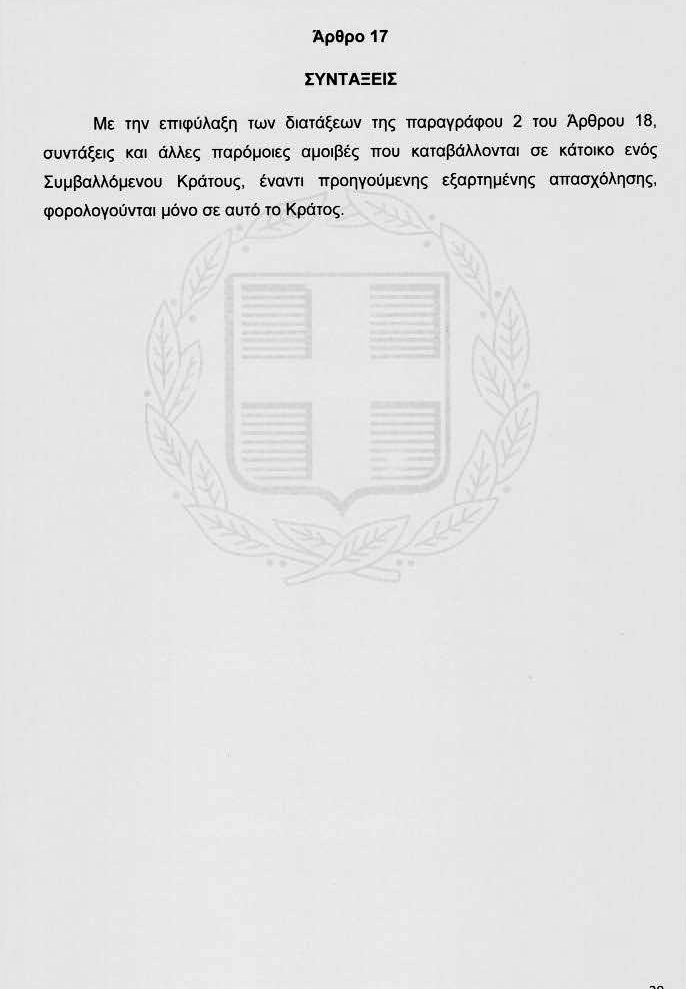 Άρθρο 17
ΣΥΝΤΑΞΕΙΣ
Με την επιφύλαξη των διατάξεων της παραγράφου 2 του Άρθρου 18,
συντάξεις και άλλες παρόμοιες αμοιβές που καταβάλλονται σε κάτοικο ενός
Συμβαλλόμενου Κράτους, έναντι προηγούμενης εξαρτημένης απασχόλησης,
φορολογούνται μόνο σε αυτό το Κράτος.